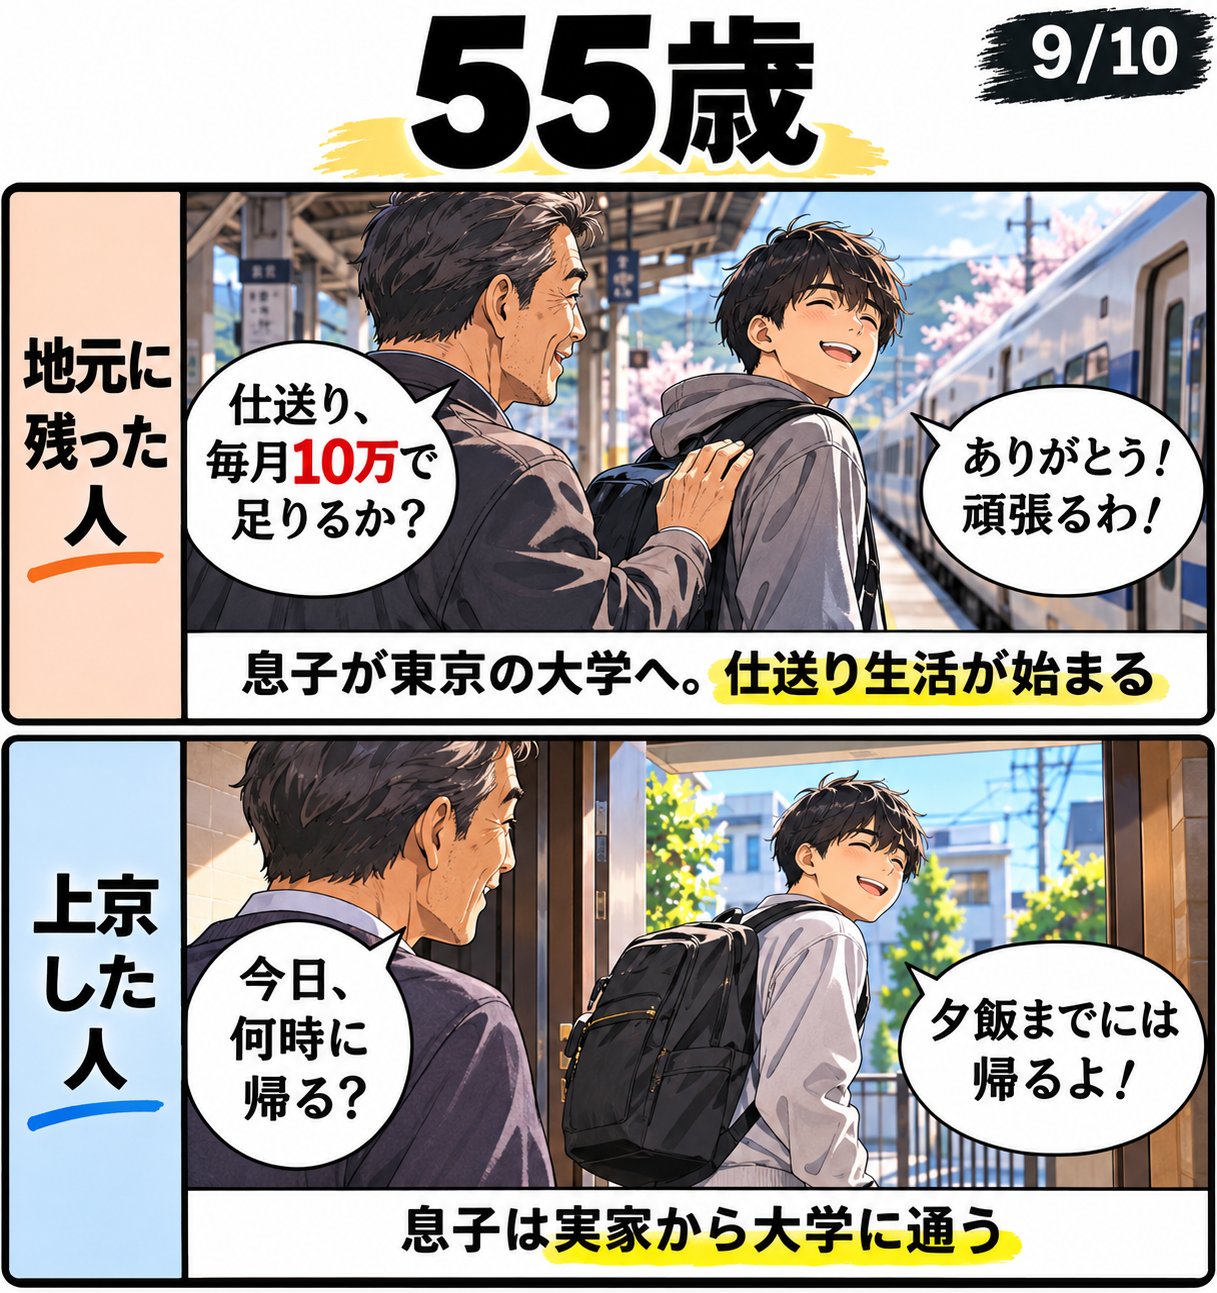 55歳
9/10
地元に
残った
人
仕送り、
毎月10万で
足りるか?
ありがとう!
頑張るわ!
息子が東京の大学へ。仕送り生活が始まる
上京
した
人
今日、
何時に
帰る?
夕飯までには
帰るよ!
息子は実家から大学に通う